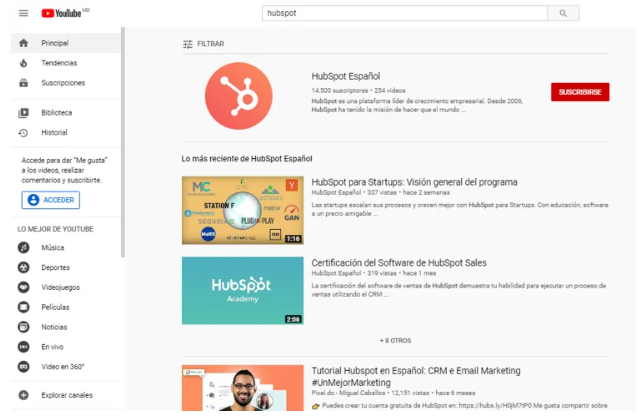 YouTube MX
hubspot
Principal
Tendencias
Suscripciones
Biblioteca
Historial
Accede para dar "Me gusta"
a los videos, realizar
comentarios y suscribirte.
ACCEDER
LO MEJOR DE YOUTUBE
Música
Deportes
Videojuegos
Películas
Noticias
En vivo
Video en 360°
Explorar canales
FILTRAR
HubSpot Español
14,500 suscriptores • 254 videos
HubSpot es una plataforma líder de crecimiento empresarial. Desde 2006,
HubSpot ha tenido la misión de hacer que el mundo ...
SUSCRIBIRSE
Lo más reciente de HubSpot Español
MC
STATION F
matrix
GAN
SEQUOIA
PLUGANDPLAY
MaRS
500
1:16
HubSpot para Startups: Visión general del programa
HubSpot Español • 337 vistas • hace 2 semanas
Las startups escalan sus procesos y crecen mejor con HubSpot para Startups. Con educación, software
a un precio amigable ...
HubSpot
Academy
2:06
Certificación del Software de HubSpot Sales
HubSpot Español • 319 vistas • hace 1 mes
La certificación del software de ventas de HubSpot demuestra tu habilidad para ejecutar un proceso de
ventas utilizando el CRM ...
+ 8 OTROS
Tutorial Hubspot en Español: CRM e Email Marketing
#UnMejorMarketing
Pixel.do - Miguel Ceballos • 12,151 vistas • hace 6 meses
Puedes crear tu cuenta gratuita de HubSpot en: https://hubs.ly/H0jM7tP0 Me gusta compartir sobre